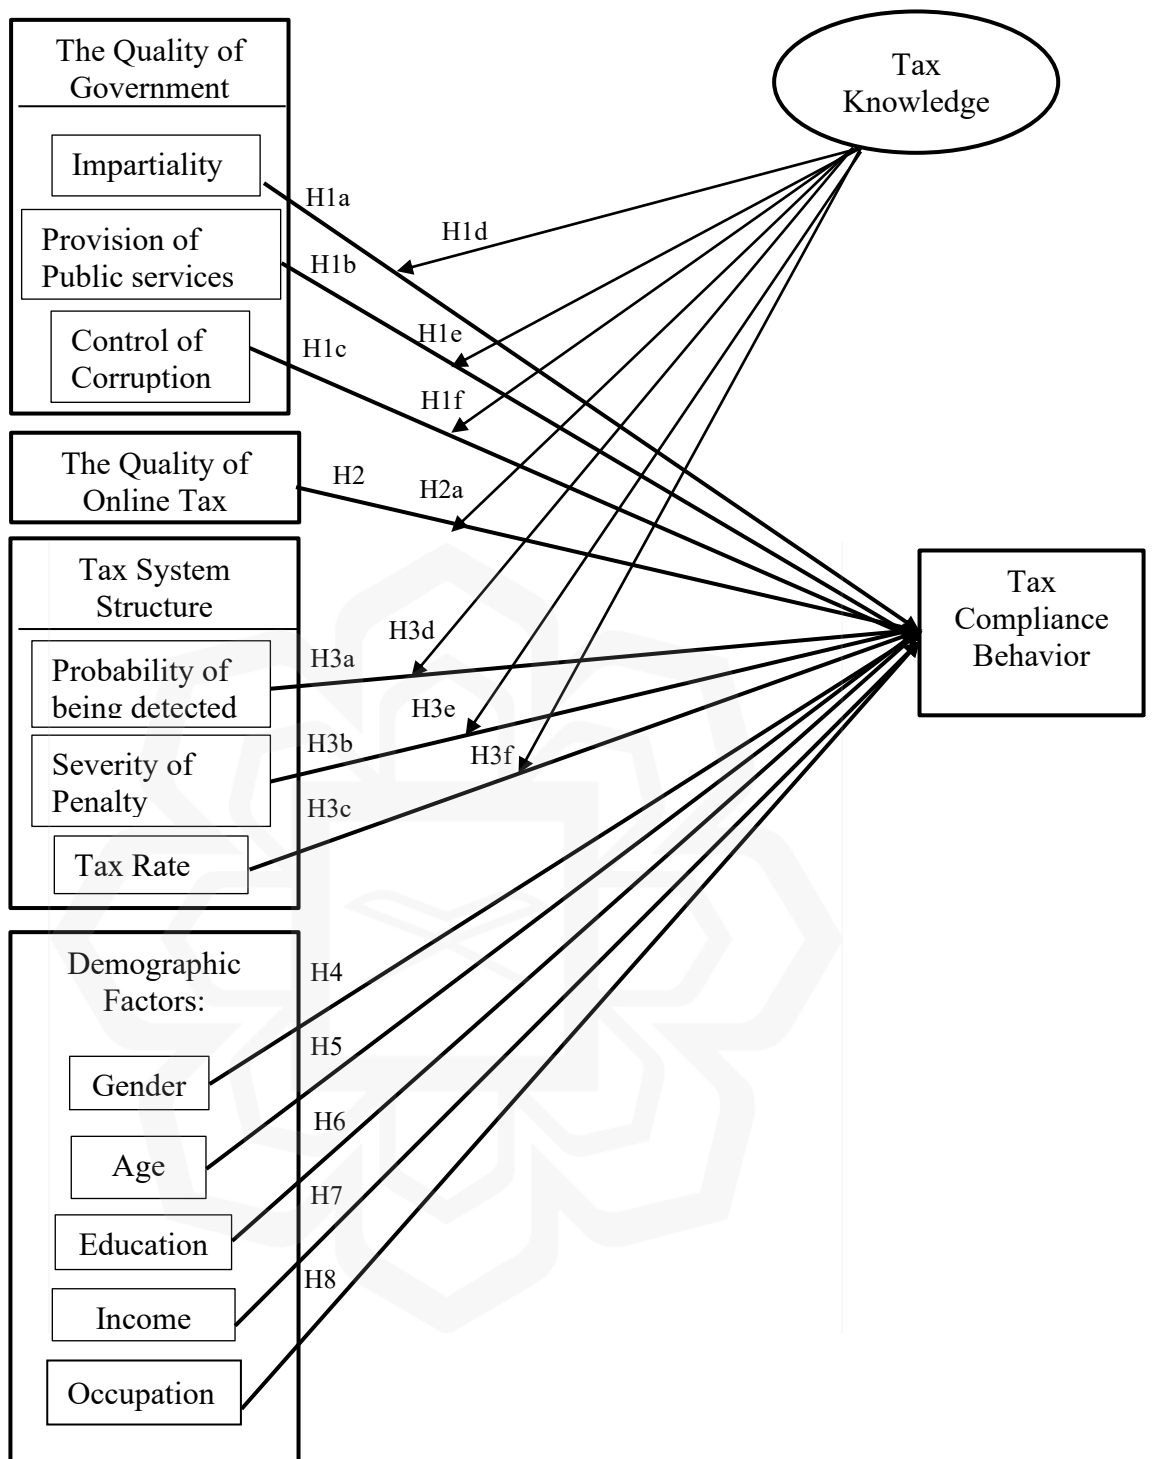 The Quality of
Government
Impartiality
Provision of
Public services
Control of
Corruption
The Quality of
Online Tax
Tax System
Structure
Probability of
being detected
Severity of
Penalty
Tax Rate
Demographic
Factors:
Gender
Age
Education
Income
Occupation
H1a
H1b
H1c
H2
H3a
H3b
H3c
H4
H5
H6
H7
H8
H1d
H1e
H1f
H2a
H3d
H3e
H3f
Tax
Knowledge
Tax
Compliance
Behavior